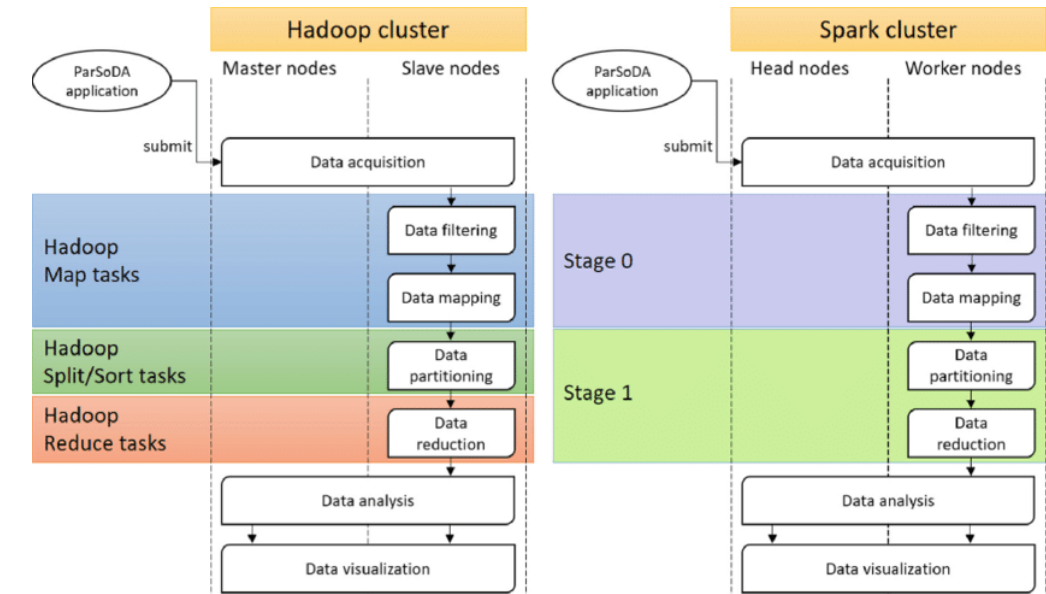 Hadoop cluster
Master nodes
Slave nodes
ParSoDA
application
submit
Data acquisition
Hadoop
Map tasks
Data filtering
Data mapping
Hadoop
Split/Sort tasks
Data
partitioning
Hadoop
Reduce tasks
Data
reduction
Data analysis
Data visualization
Spark cluster
Head nodes
Worker nodes
ParSoDA
application
submit
Data acquisition
Stage 0
Data filtering
Data mapping
Stage 1
Data
partitioning
Data
reduction
Data analysis
Data visualization